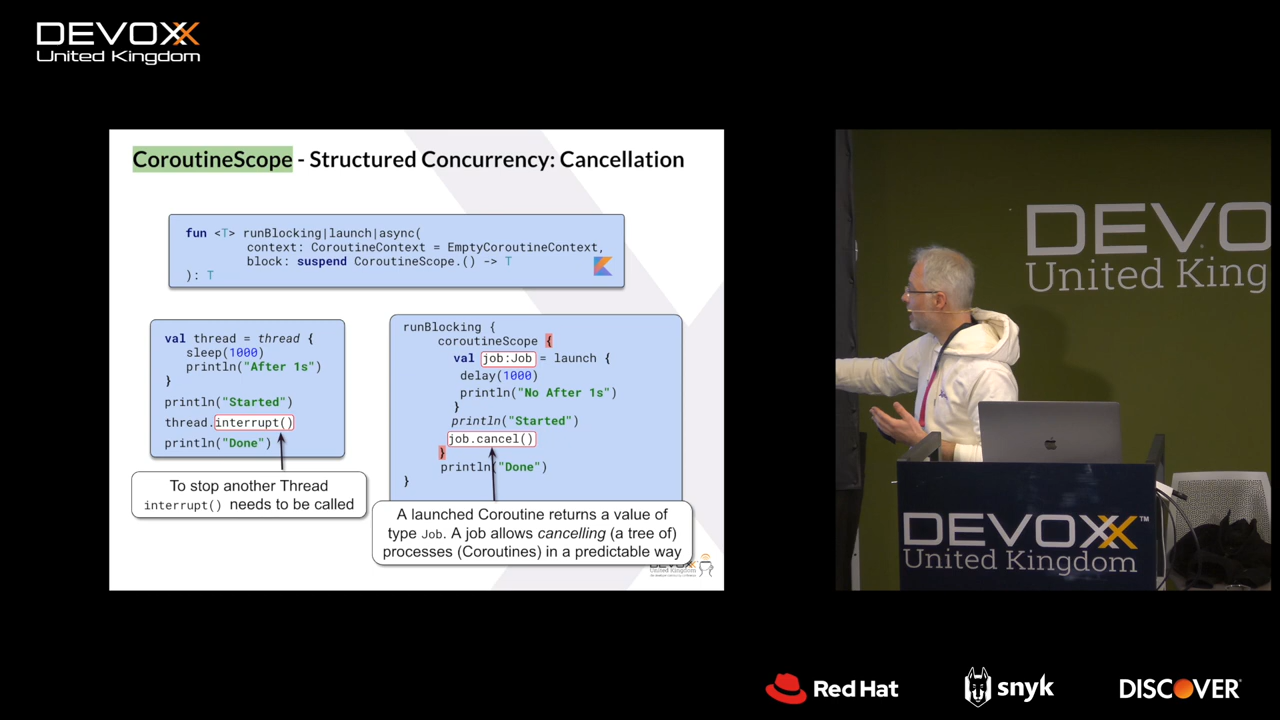 DEVOXX
United Kingdom
CoroutineScope - Structured Concurrency: Cancellation
fun <T> runBlocking|launch|async(
context: CoroutineContext = EmptyCoroutineContext,
block: suspend CoroutineScope.() -> T
): T
val thread = thread {
sleep(1000)
println("After 1s")
}
println("Started")
thread.interrupt()
println("Done")
To stop another Thread
interrupt() needs to be called
runBlocking {
coroutineScope {
val job:Job = launch {
delay(1000)
println("No After 1s")
}
println("Started")
job.cancel()
}
println("Done")
}
A launched Coroutine returns a value of
type Job. A job allows cancelling (a tree of)
processes (Coroutines) in a predictable way
DEVOXX
United Kingdom
DEVO
United King
DEVOXX™
United Kingdom
Red Hat
snyk
DISCOVER